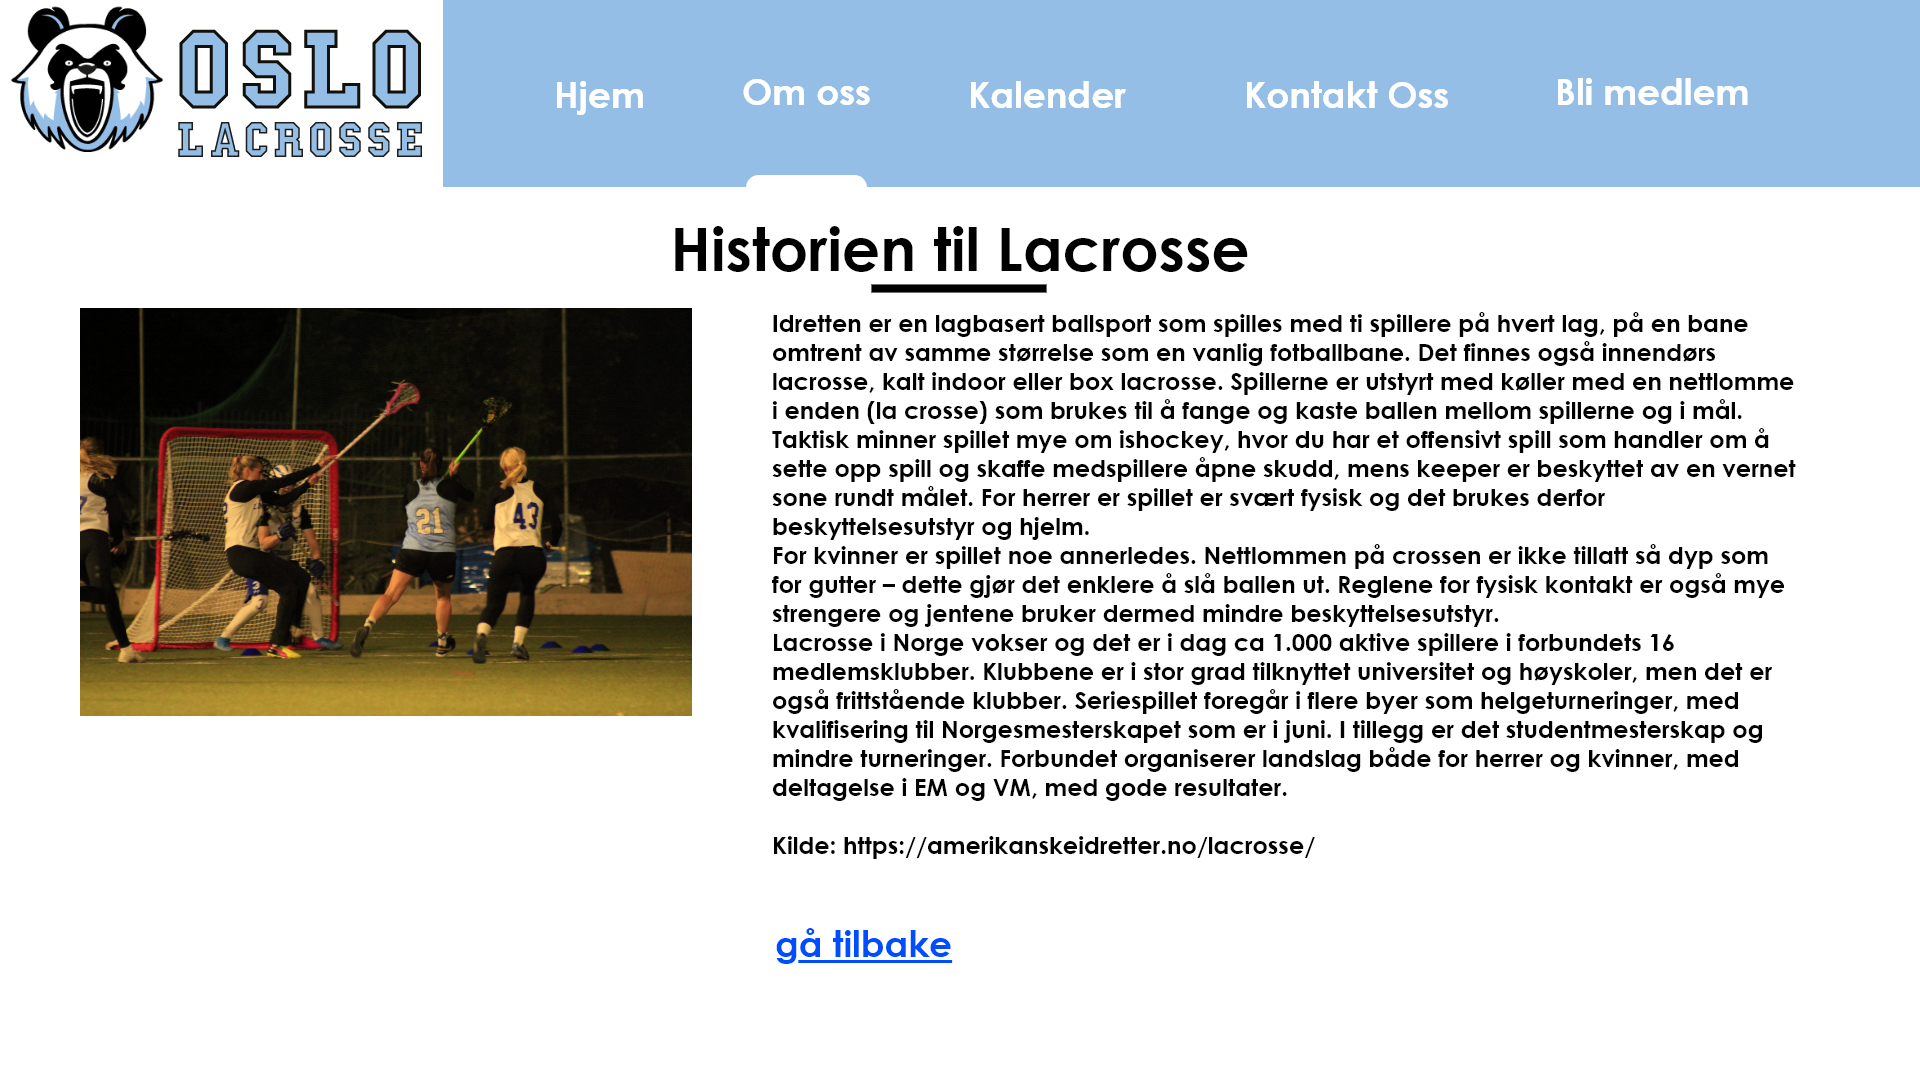 OSLO
LACROSSE
Hjem
Om oss
Kalender
Kontakt Oss
Bli medlem
Historien til Lacrosse
21
43
Idretten er en lagbasert ballsport som spilles med ti spillere på hvert lag, på en bane
omtrent av samme størrelse som en vanlig fotballbane. Det finnes også innendørs
lacrosse, kalt indoor eller box lacrosse. Spillerne er utstyrt med køller med en nettlomme
i enden (la crosse) som brukes til å fange og kaste ballen mellom spillerne og i mål.
Taktisk minner spillet mye om ishockey, hvor du har et offensivt spill som handler om å
sette opp spill og skaffe medspillere åpne skudd, mens keeper er beskyttet av en vernet
sone rundt målet. For herrer er spillet er svært fysisk og det brukes derfor
beskyttelsesutstyr og hjelm.
For kvinner er spillet noe annerledes. Nettlommen på crossen er ikke tillatt så dyp som
for gutter – dette gjør det enklere å slå ballen ut. Reglene for fysisk kontakt er også mye
strengere og jentene bruker dermed mindre beskyttelsesutstyr.
Lacrosse i Norge vokser og det er i dag ca 1.000 aktive spillere i forbundets 16
medlemsklubber. Klubbene er i stor grad tilknyttet universitet og høyskoler, men det er
også frittstående klubber. Seriespillet foregår i flere byer som helgeturneringer, med
kvalifisering til Norgesmesterskapet som er i juni. I tillegg er det studentmesterskap og
mindre turneringer. Forbundet organiserer landslag både for herrer og kvinner, med
deltagelse i EM og VM, med gode resultater.
Kilde: https://amerikanskeidretter.no/lacrosse/
gå tilbake